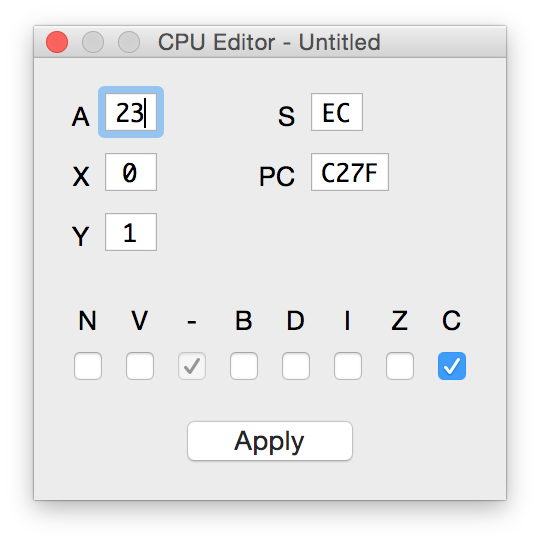 CPU Editor - Untitled
A 23 S EC
X 0 PC C27F
Y 1
N V - B D I Z C
Apply